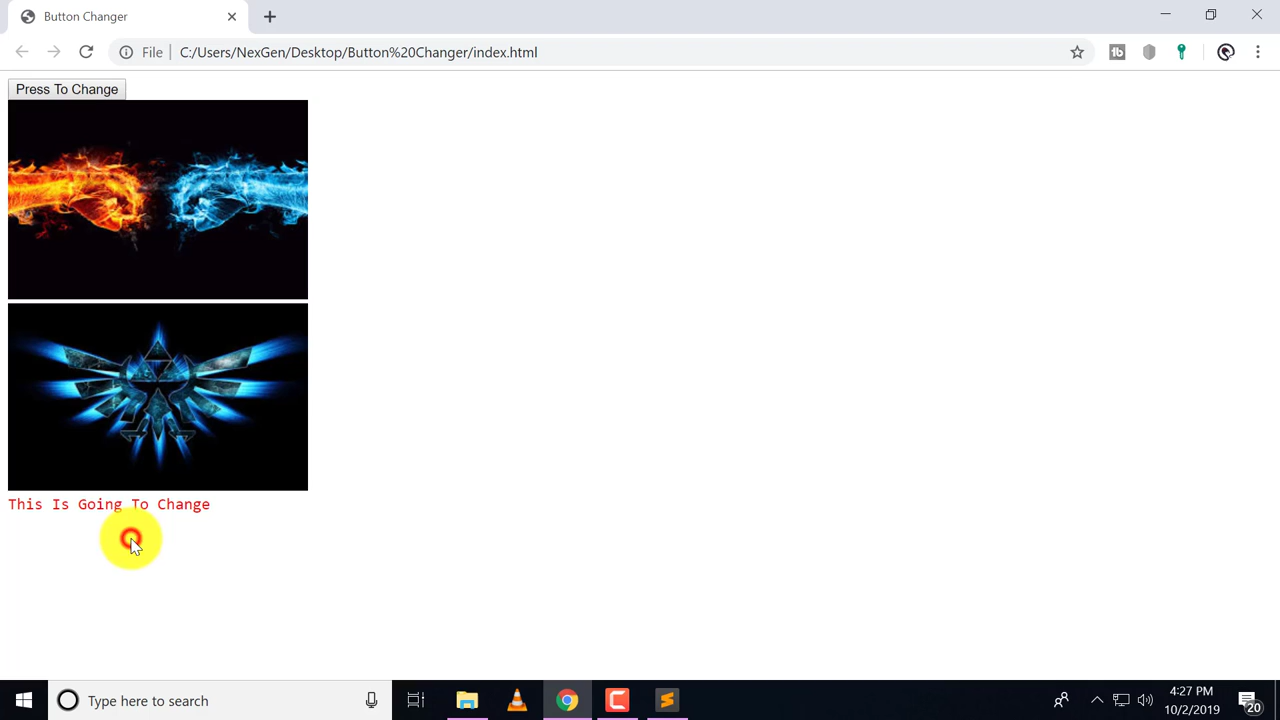 Button Changer
File
C:/Users/NexGen/Desktop/Button%20Changer/index.html
Press To Change
This Is Going To Change
Type here to search
4:27 PM
10/2/2019
20